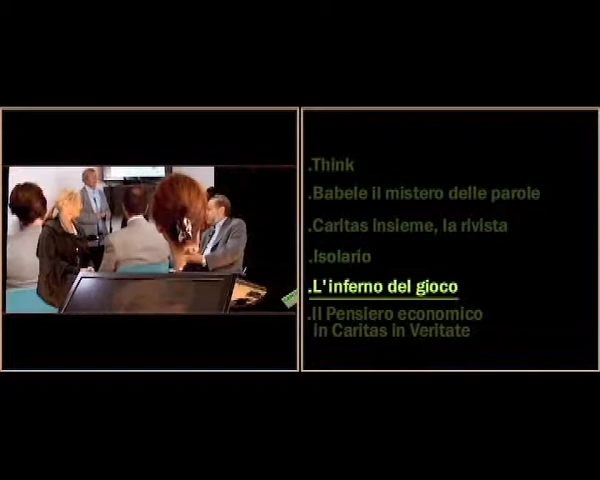 .Think
.Babele il mistero delle parole
.Caritas insieme, la rivista
.Isolario
.L'inferno del gioco
.Il Pensiero economico
in Caritas in Veritate